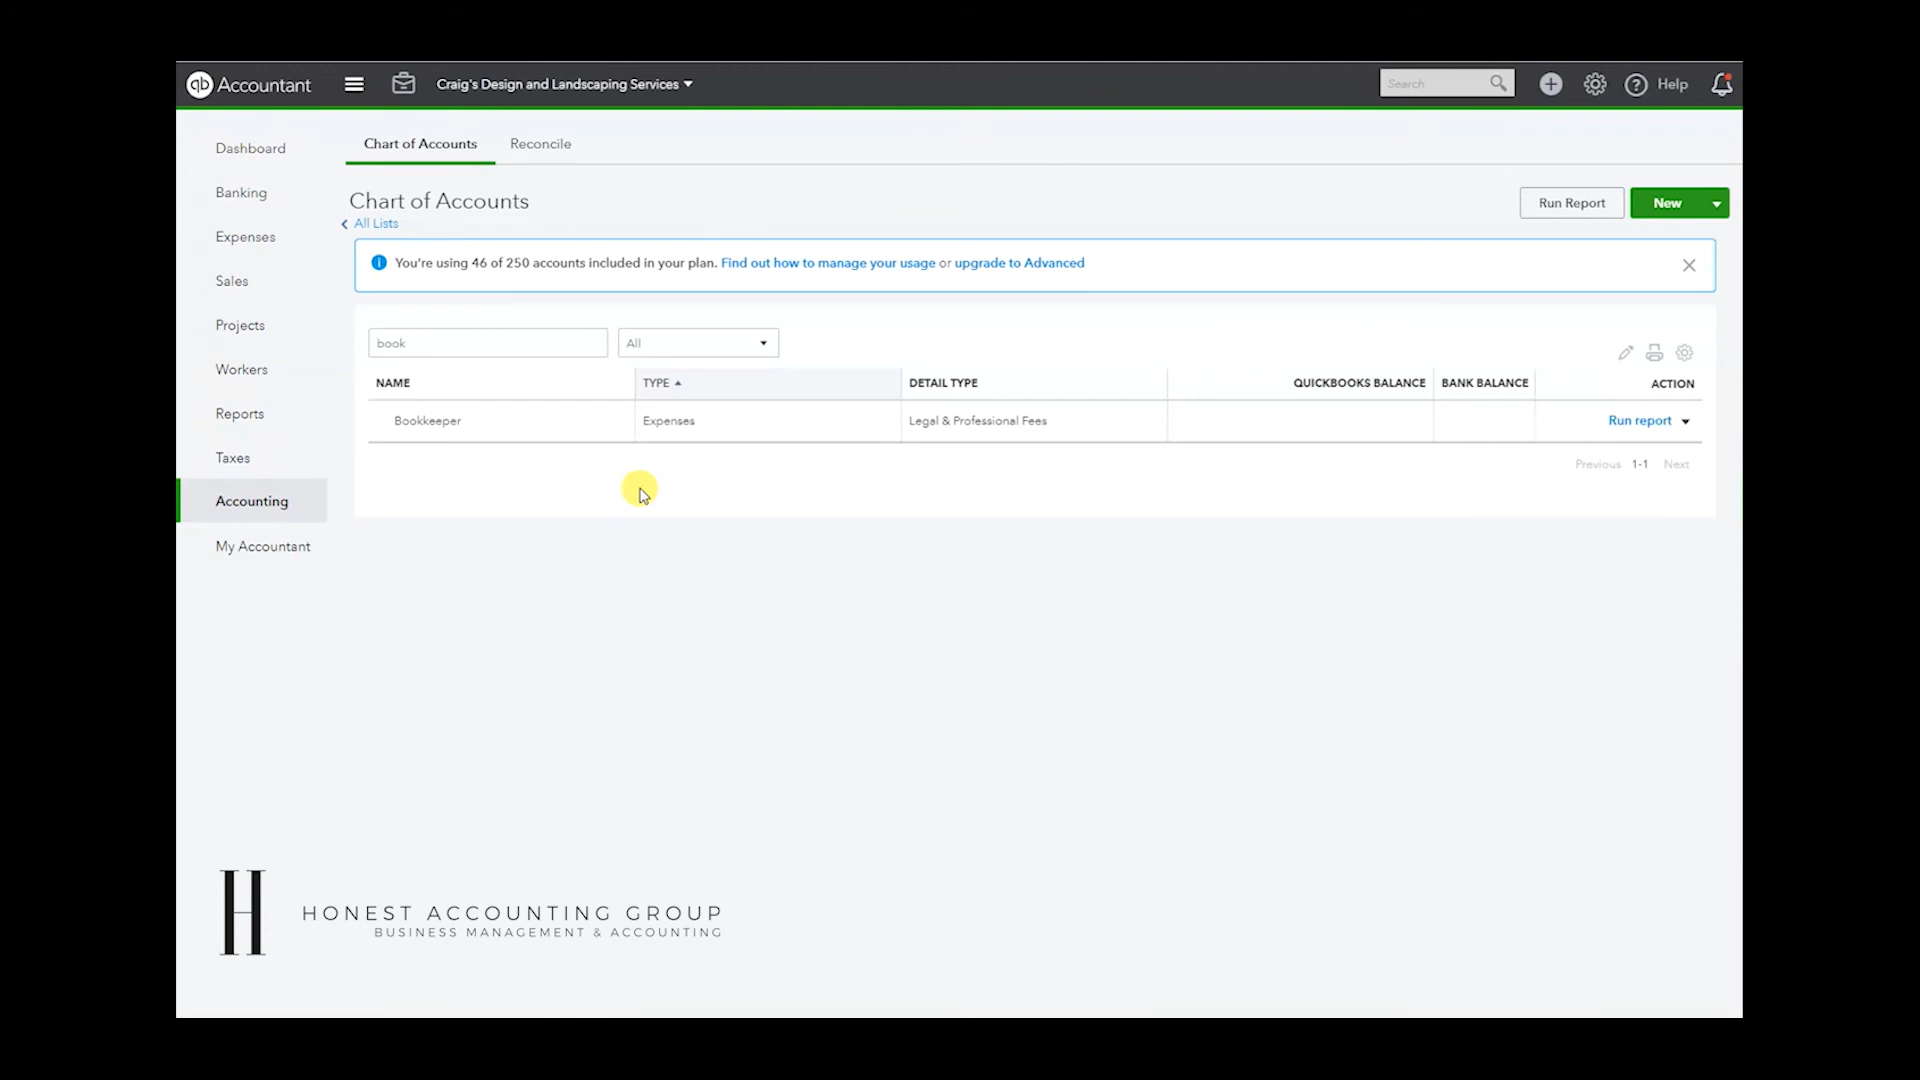 qb Accountant
Craig's Design and Landscaping Services
Search
Help
Dashboard
Banking
Expenses
Sales
Projects
Workers
Reports
Taxes
Accounting
My Accountant
Chart of Accounts
Reconcile
Chart of Accounts
All Lists
Run Report
New
You're using 46 of 250 accounts included in your plan. Find out how to manage your usage or upgrade to Advanced
book
All
NAME TYPE DETAIL TYPE QUICKBOOKS BALANCE BANK BALANCE ACTION
Bookkeeper Expenses Legal & Professional Fees Run report
Previous 1-1 Next
H
HONEST ACCOUNTING GROUP
BUSINESS MANAGEMENT & ACCOUNTING